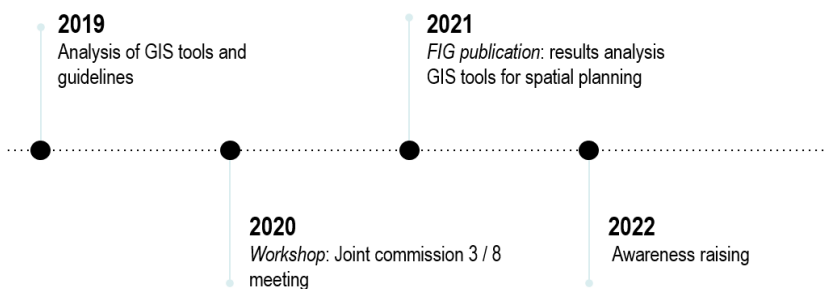 2019
Analysis of GIS tools and
guidelines
2021
FIG publication: results analysis
GIS tools for spatial planning
2020
Workshop: Joint commission 3 / 8
meeting
2022
Awareness raising